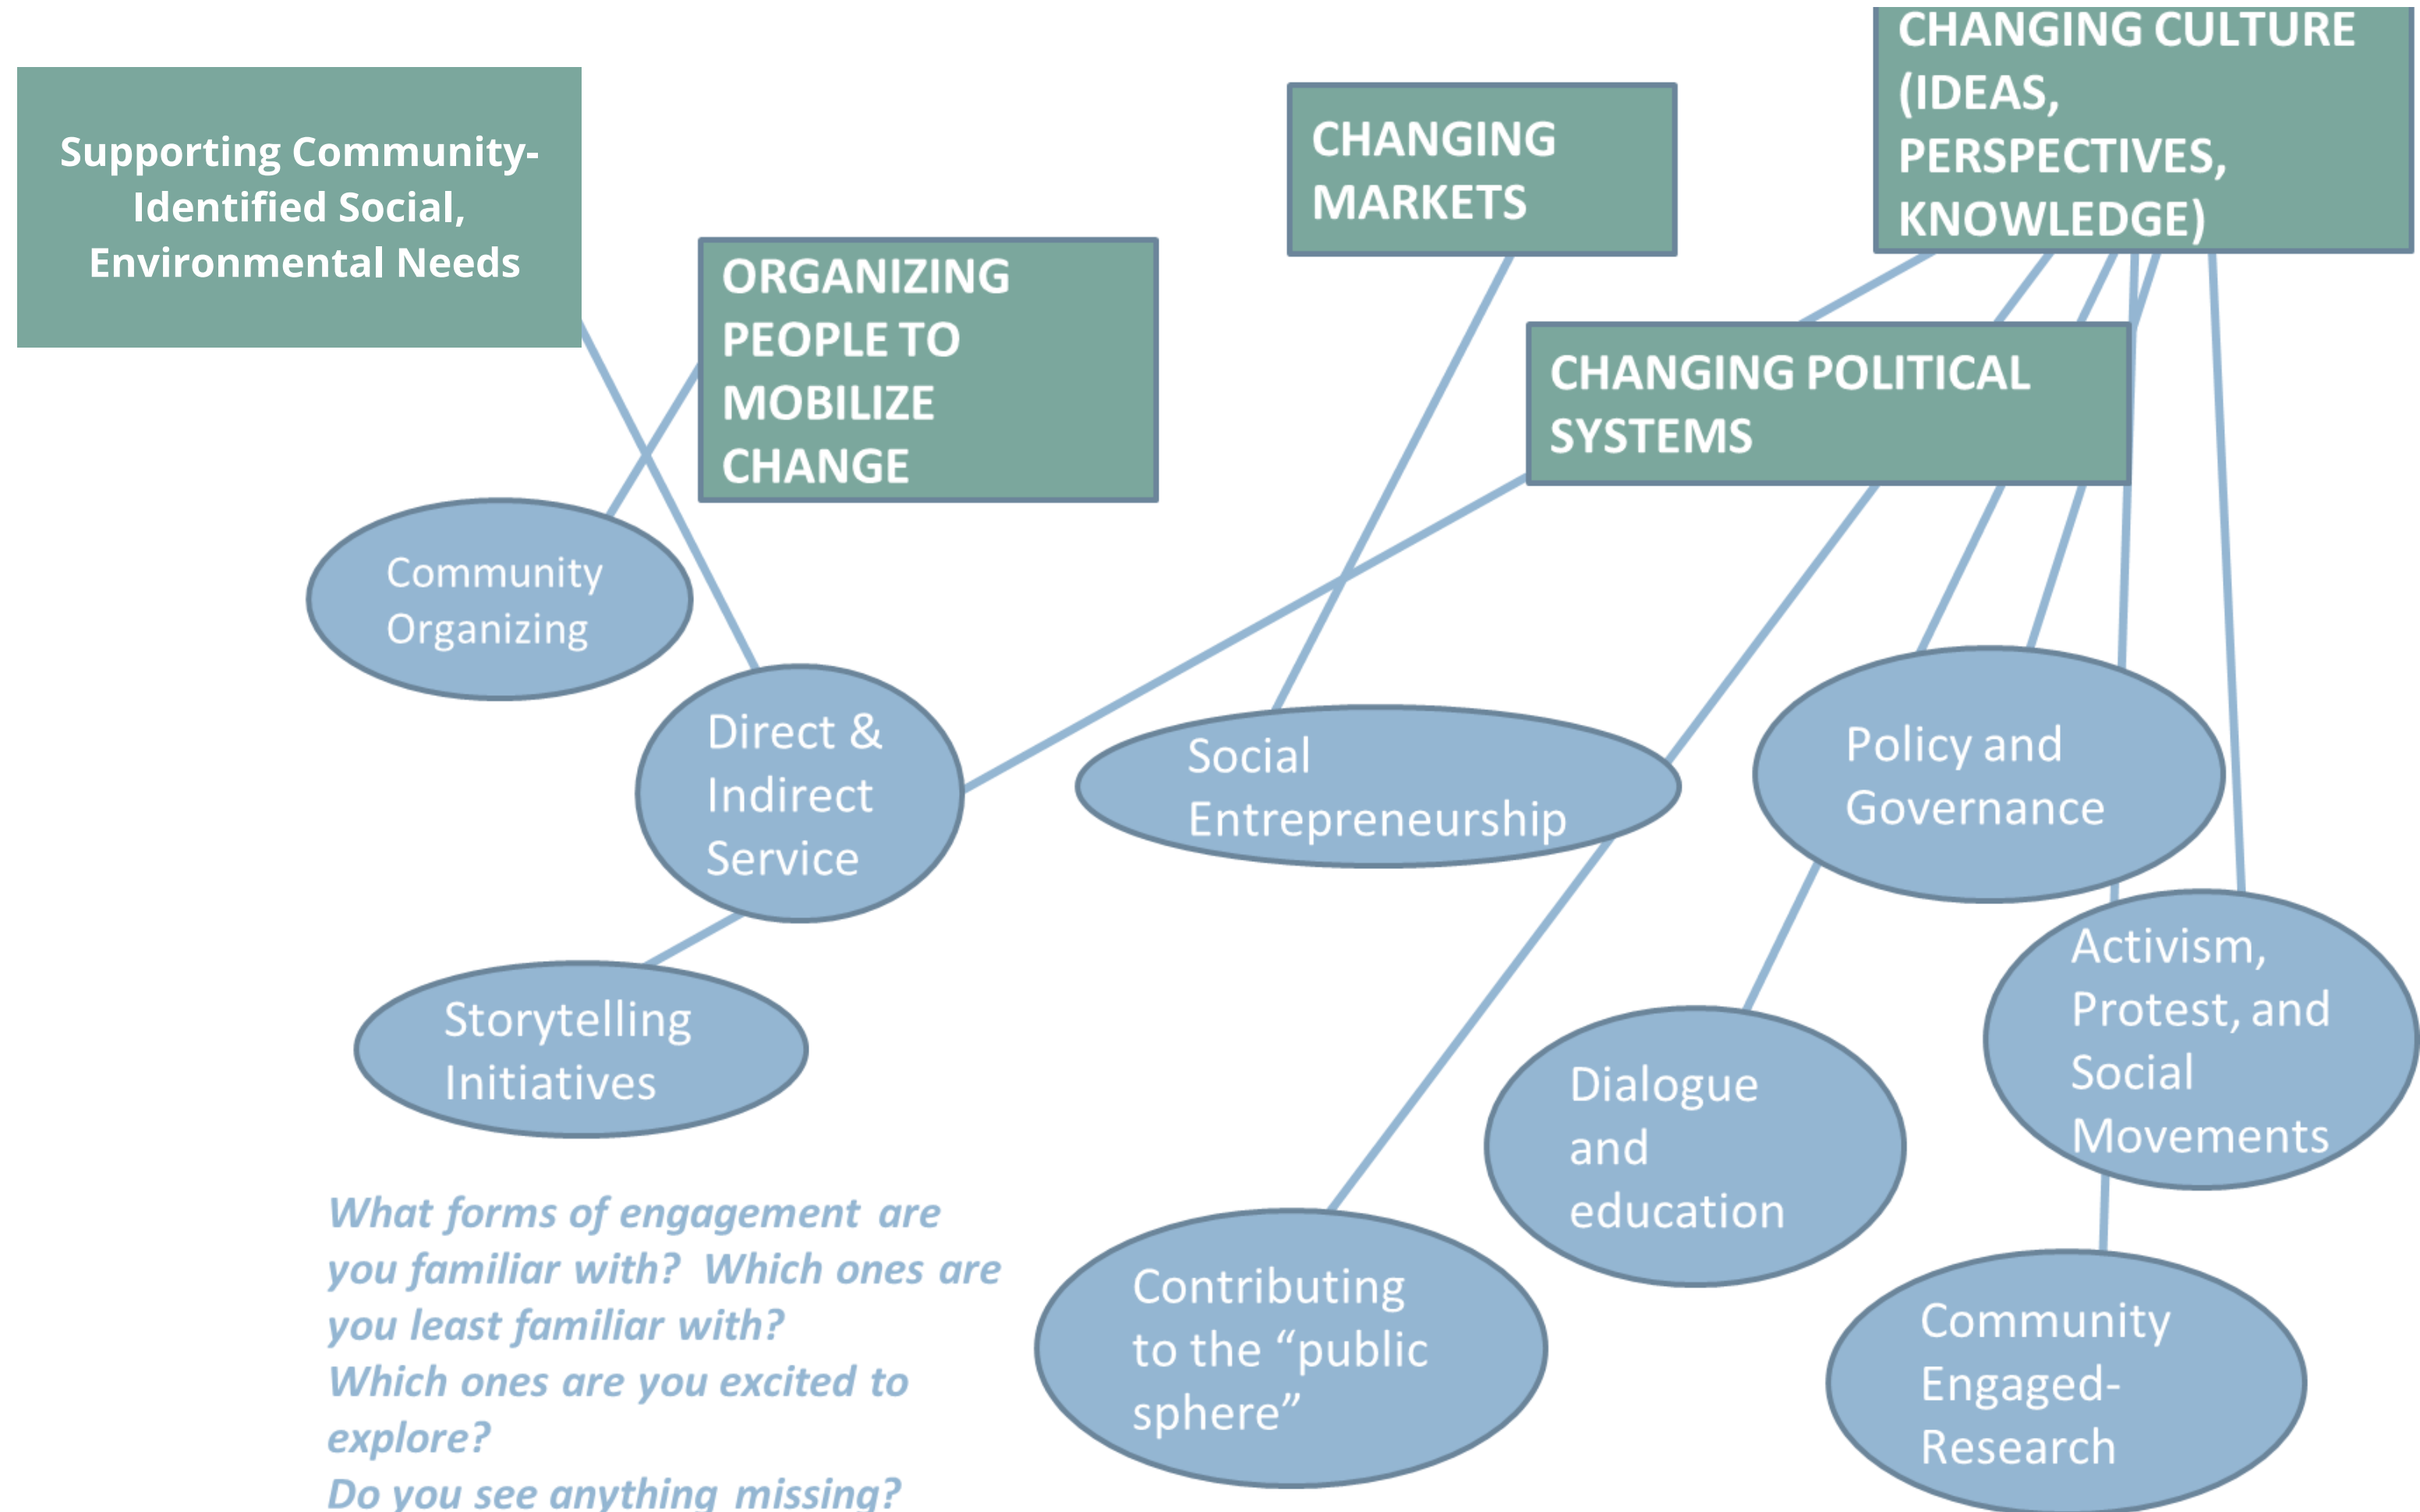 CHANGING CULTURE
(IDEAS,
PERSPECTIVES,
KNOWLEDGE)
Supporting Community-
Identified Social,
Environmental Needs
CHANGING
MARKETS
ORGANIZING
PEOPLE TO
MOBILIZE
CHANGE
CHANGING POLITICAL
SYSTEMS
Community
Organizing
Direct &
Indirect
Service
Social
Entrepreneurship
Policy and
Governance
Activism,
Protest, and
Social
Movements
Storytelling
Initiatives
Dialogue
and
education
Contributing
to the “public
sphere”
Community
Engaged-
Research
What forms of engagement are
you familiar with? Which ones are
you least familiar with?
Which ones are you excited to
explore?
Do you see anything missing?